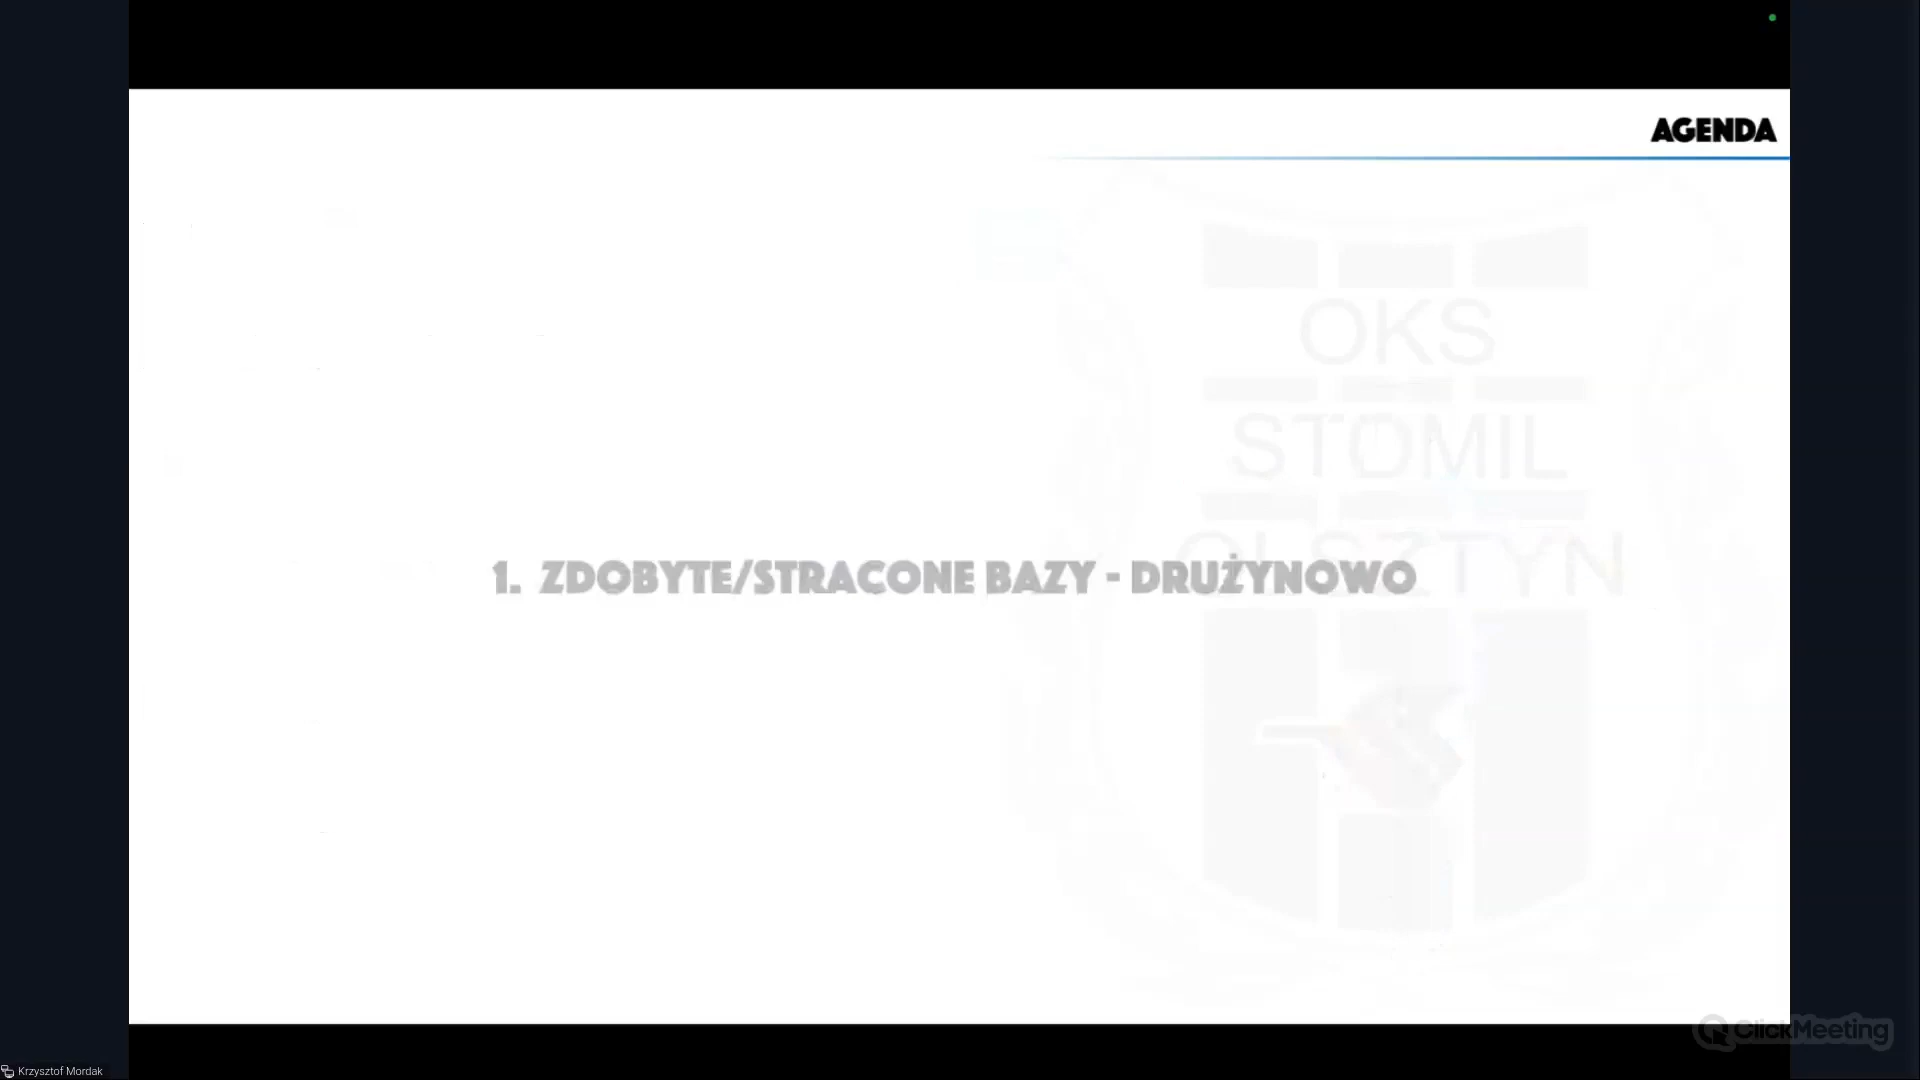 AGENDA
OKS
STOMIL
OLSZTYN
1. ZDOBYTE/STRACONE BAZY - DRUŻYNOWO
ClickMeeting
Krzysztof Mordak